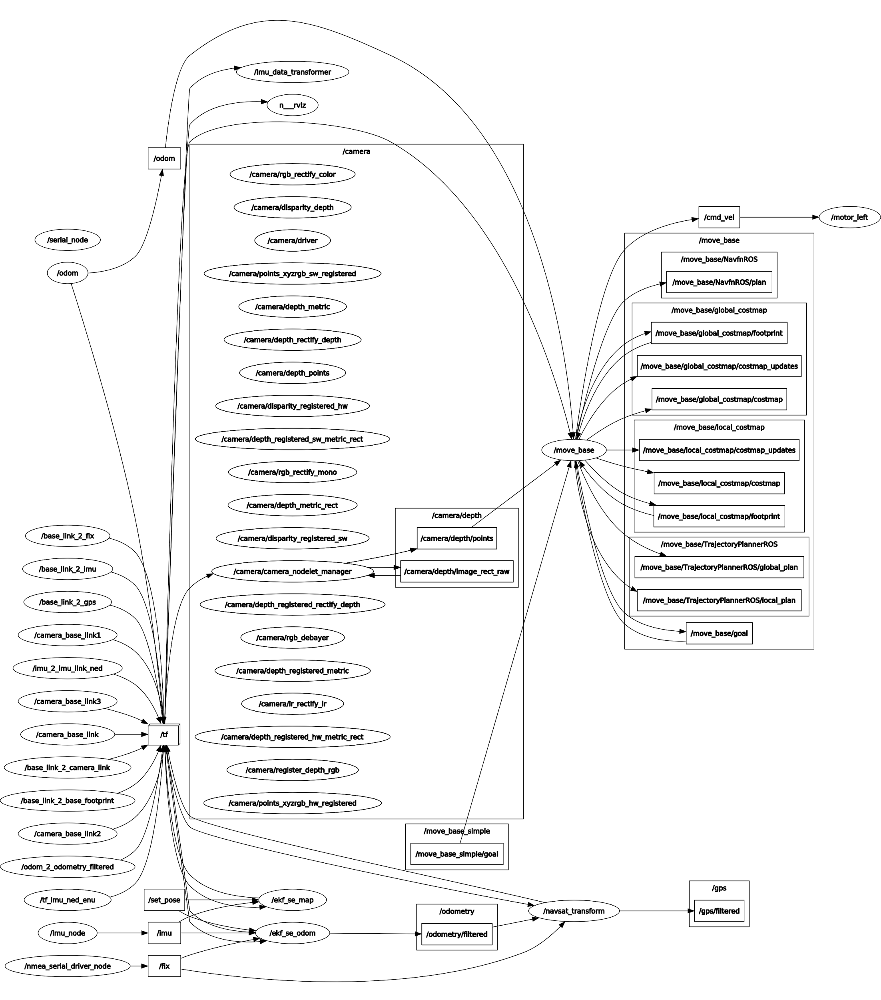 /imu_data_transformer
n___rviz
/odom
/camera
/camera/rgb_rectify_color
/camera/disparity_depth
/camera/driver
/camera/points_xyzrgb_sw_registered
/camera/depth_metric
/camera/depth_rectify_depth
/camera/depth_points
/camera/disparity_registered_hw
/camera/depth_registered_sw_metric_rect
/camera/rgb_rectify_mono
/camera/depth_metric_rect
/camera/disparity_registered_sw
/camera/camera_nodelet_manager
/camera/depth_registered_rectify_depth
/camera/rgb_debayer
/camera/depth_registered_metric
/camera/ir_rectify_ir
/camera/depth_registered_hw_metric_rect
/camera/register_depth_rgb
/camera/points_xyzrgb_hw_registered
/camera/depth
/camera/depth/points
/camera/depth/image_rect_raw
/serial_node
/odom
/base_link_2_fix
/base_link_2_imu
/base_link_2_gps
/camera_base_link1
/imu_2_imu_link_ned
/camera_base_link3
/camera_base_link
/base_link_2_camera_link
/base_link_2_base_footprint
/camera_base_link2
/odom_2_odometry_filtered
/tf_imu_ned_enu
/imu_node
/nmea_serial_driver_node
/tf
/set_pose
/imu
/fix
/ekf_se_map
/ekf_se_odom
/move_base_simple
/move_base_simple/goal
/odometry
/odometry/filtered
/navsat_transform
/gps
/gps/filtered
/move_base
/cmd_vel
/motor_left
/move_base
/move_base/NavfnROS
/move_base/NavfnROS/plan
/move_base/global_costmap
/move_base/global_costmap/footprint
/move_base/global_costmap/costmap_updates
/move_base/global_costmap/costmap
/move_base/local_costmap
/move_base/local_costmap/costmap_updates
/move_base/local_costmap/costmap
/move_base/local_costmap/footprint
/move_base/TrajectoryPlannerROS
/move_base/TrajectoryPlannerROS/global_plan
/move_base/TrajectoryPlannerROS/local_plan
/move_base/goal